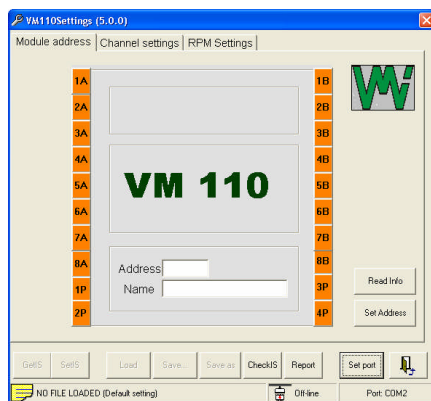 VM110Settings (5.0.0)
Module address Channel settings RPM Settings
1A 1B
2A 2B
3A 3B
4A 4B
5A VM 110 5B
6A 6B
7A 7B
8A Address 8B
1P Name 3P Read Info
2P 4P Set Address
GetIS SetIS Load Save... Save as CheckIS Report Set port
NO FILE LOADED (Default setting) Off-line Port: COM2